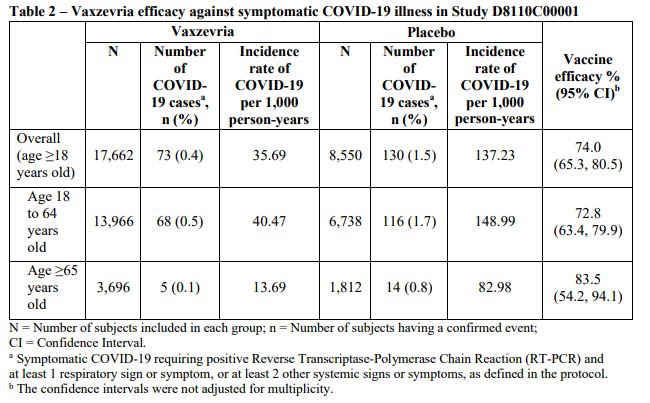 Table 2 – Vaxzevria efficacy against symptomatic COVID-19 illness in Study D8110C00001
Vaxzevria Placebo Vaccine efficacy % (95% CI)b
N Number of COVID-19 casesa, n (%) Incidence rate of COVID-19 per 1,000 person-years N Number of COVID-19 casesa, n (%) Incidence rate of COVID-19 per 1,000 person-years
Overall (age ≥18 years old) 17,662 73 (0.4) 35.69 8,550 130 (1.5) 137.23 74.0 (65.3, 80.5)
Age 18 to 64 years old 13,966 68 (0.5) 40.47 6,738 116 (1.7) 148.99 72.8 (63.4, 79.9)
Age ≥65 years old 3,696 5 (0.1) 13.69 1,812 14 (0.8) 82.98 83.5 (54.2, 94.1)
N = Number of subjects included in each group; n = Number of subjects having a confirmed event;
CI = Confidence Interval.
a Symptomatic COVID-19 requiring positive Reverse Transcriptase-Polymerase Chain Reaction (RT-PCR) and
at least 1 respiratory sign or symptom, or at least 2 other systemic signs or symptoms, as defined in the protocol.
b The confidence intervals were not adjusted for multiplicity.